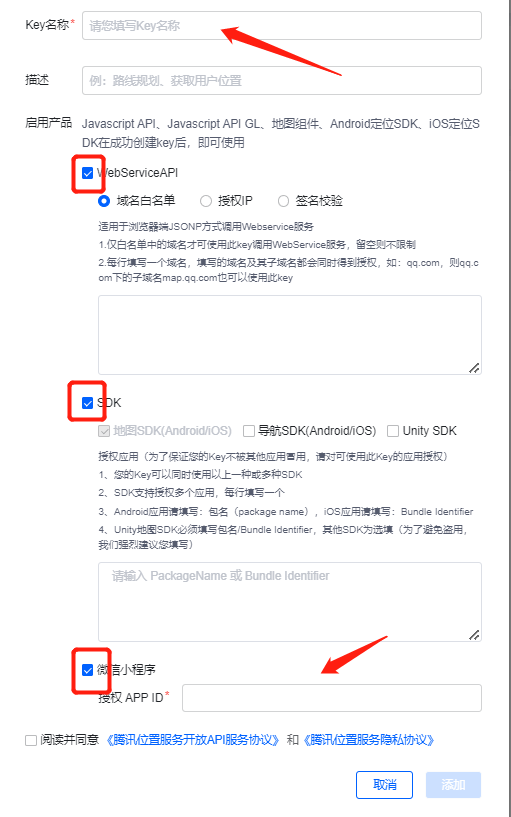 Key名称*
请您填写Key名称
描述
例：路线规划、获取用户位置
启用产品
Javascript API、Javascript API GL、地图组件、Android定位SDK、iOS定位S
DK在成功创建key后，即可使用
WebServiceAPI
域名白名单 授权IP 签名校验
适用于浏览器端JSONP方式调用Webservice服务
1.仅白名单中的域名才可使用此key调用WebService服务，留空则不限制
2.每行填写一个域名，填写的域名及其子域名都会同时得到授权，如：qq.com，则qq.c
om下的子域名map.qq.com也可以使用此key
SDK
地图SDK(Android/iOS) 导航SDK(Android/iOS) Unity SDK
授权应用（为了保证您的Key不被其他应用冒用，请对可使用此Key的应用授权）
1、您的Key可以同时使用以上一种或多种SDK
2、SDK支持授权多个应用，每行填写一个
3、Android应用请填写：包名（package name），iOS应用请填写：Bundle Identifier
4、Unity地图SDK必须填写包名/Bundle Identifier，其他SDK为选填（为了避免盗用，
我们强烈建议您填写）
请输入 PackageName 或 Bundle Identifier
微信小程序
授权 APP ID*
阅读并同意《腾讯位置服务开放API服务协议》 和《腾讯位置服务隐私协议》
取消 添加